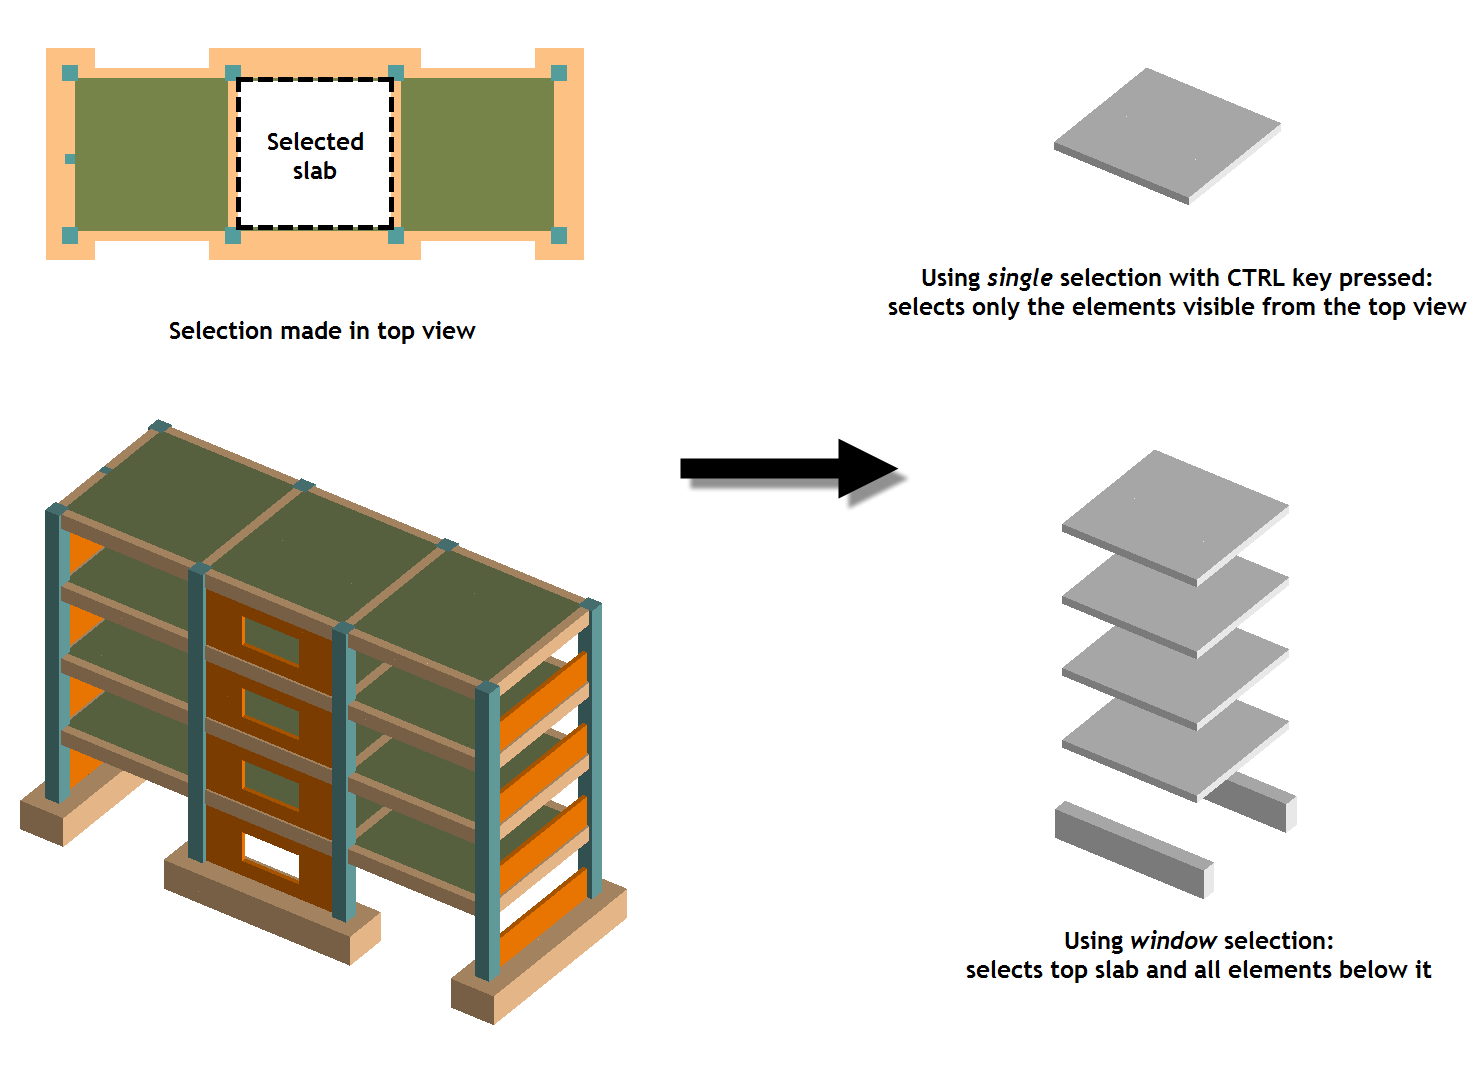 Selected
slab
Selection made in top view
Using single selection with CTRL key pressed:
selects only the elements visible from the top view
Using window selection:
selects top slab and all elements below it